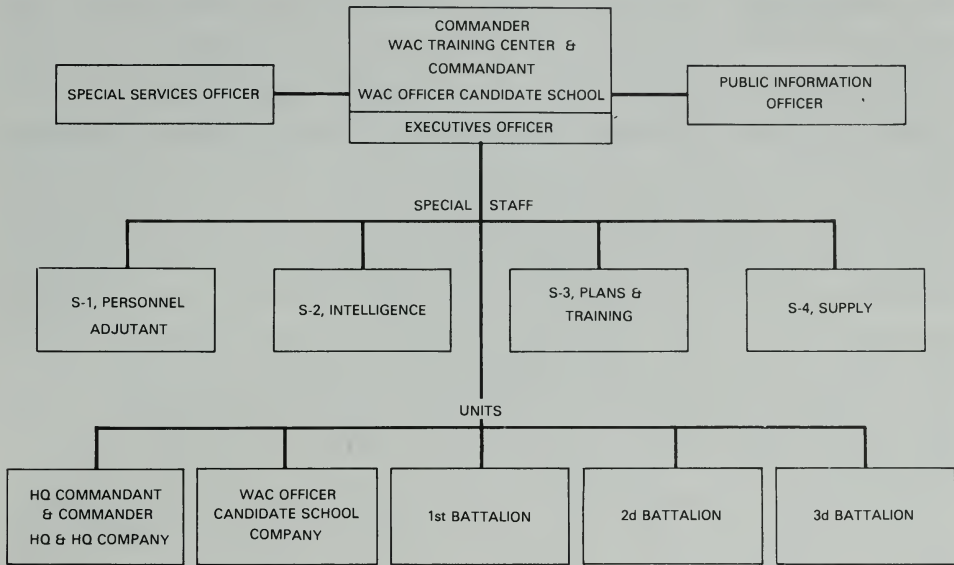 COMMANDER
WAC TRAINING CENTER &
COMMANDANT
WAC OFFICER CANDIDATE SCHOOL
EXECUTIVES OFFICER
SPECIAL SERVICES OFFICER
PUBLIC INFORMATION
OFFICER
SPECIAL STAFF
S-1, PERSONNEL
ADJUTANT
S-2, INTELLIGENCE
S-3, PLANS &
TRAINING
S-4, SUPPLY
UNITS
HQ COMMANDANT
& COMMANDER
HQ & HQ COMPANY
WAC OFFICER
CANDIDATE SCHOOL
COMPANY
1st BATTALION
2d BATTALION
3d BATTALION